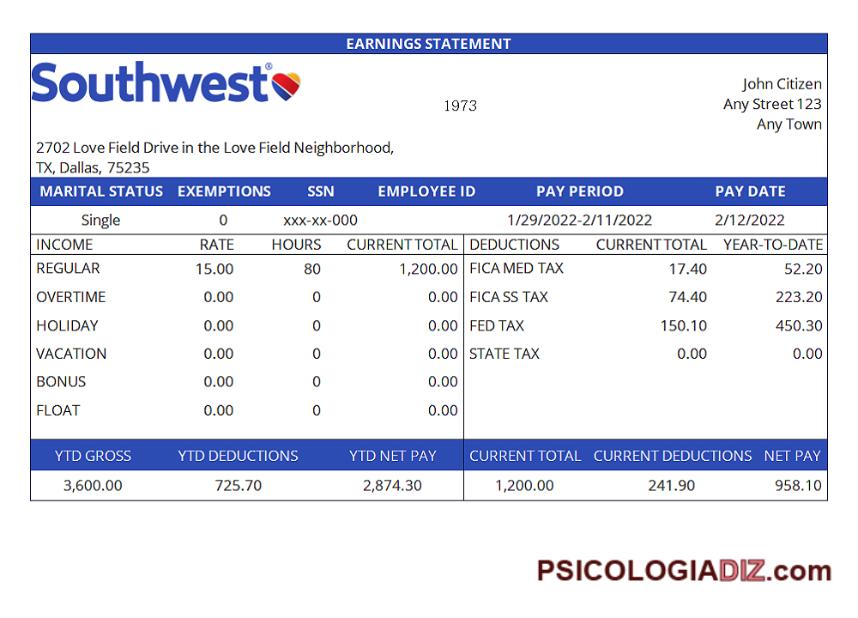 EARNINGS STATEMENT
Southwest®
1973
John Citizen
Any Street 123
Any Town
2702 Love Field Drive in the Love Field Neighborhood,
TX, Dallas, 75235
MARITAL STATUS EXEMPTIONS SSN EMPLOYEE ID PAY PERIOD PAY DATE
Single 0 xxx-xx-000 1/29/2022-2/11/2022 2/12/2022
INCOME RATE HOURS CURRENT TOTAL DEDUCTIONS CURRENT TOTAL YEAR-TO-DATE
REGULAR 15.00 80 1,200.00 FICA MED TAX 17.40 52.20
OVERTIME 0.00 0 0.00 FICA SS TAX 74.40 223.20
HOLIDAY 0.00 0 0.00 FED TAX 150.10 450.30
VACATION 0.00 0 0.00 STATE TAX 0.00 0.00
BONUS 0.00 0 0.00
FLOAT 0.00 0 0.00
YTD GROSS YTD DEDUCTIONS YTD NET PAY CURRENT TOTAL CURRENT DEDUCTIONS NET PAY
3,600.00 725.70 2,874.30 1,200.00 241.90 958.10
PSICOLOGIADIZ.com